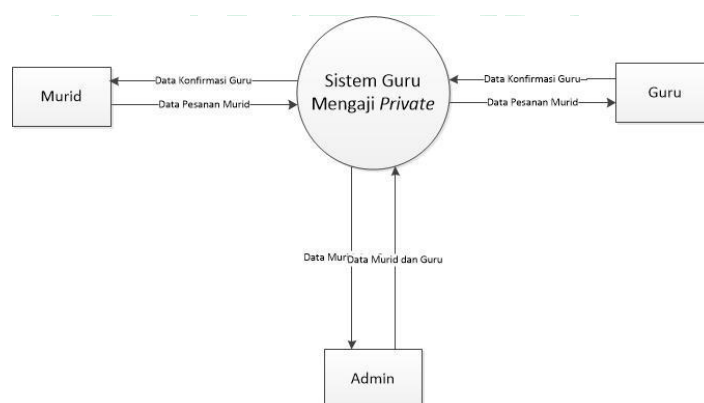 Data Konfirmasi Guru
Murid
Data Pesanan Murid
Sistem Guru
Mengaji Private
Data Konfirmasi Guru
Guru
Data Pesanan Murid
Data Murid dan Guru
Admin